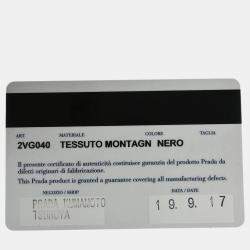 ART. MATERIALE COLORE TAGLIA
2VG040 TESSUTO MONTAGN NERO
Il presente certificato di autenticità costituisce garanzia del prodotto Prada da
difetti originari di fabbricazione.
This Prada product is granted a guarantee covering all manufacturing defects.
NEGOZIO / SHOP DATA / DATE
PRADA KUMAMOTO 19. 9. 17
TSURUYA